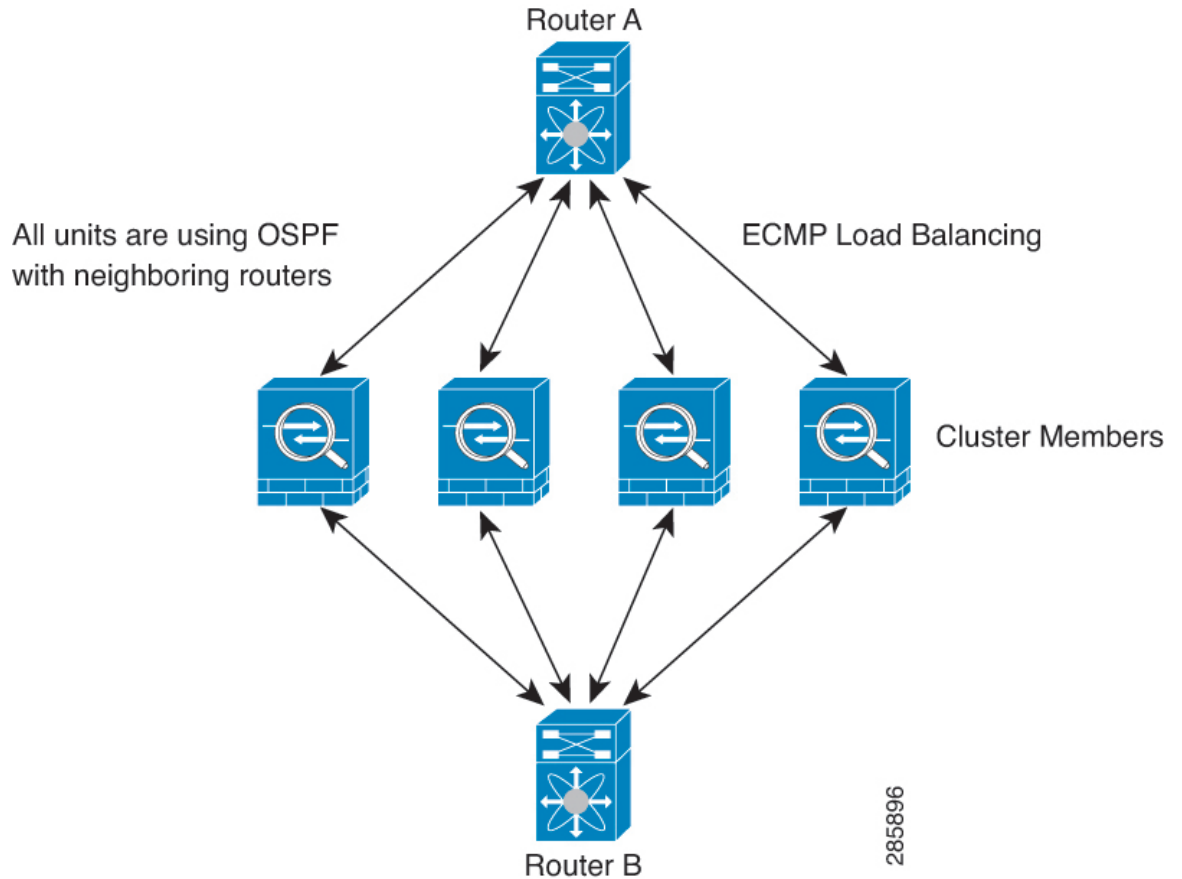 Router A
All units are using OSPF
with neighboring routers
ECMP Load Balancing
Cluster Members
Router B
285896